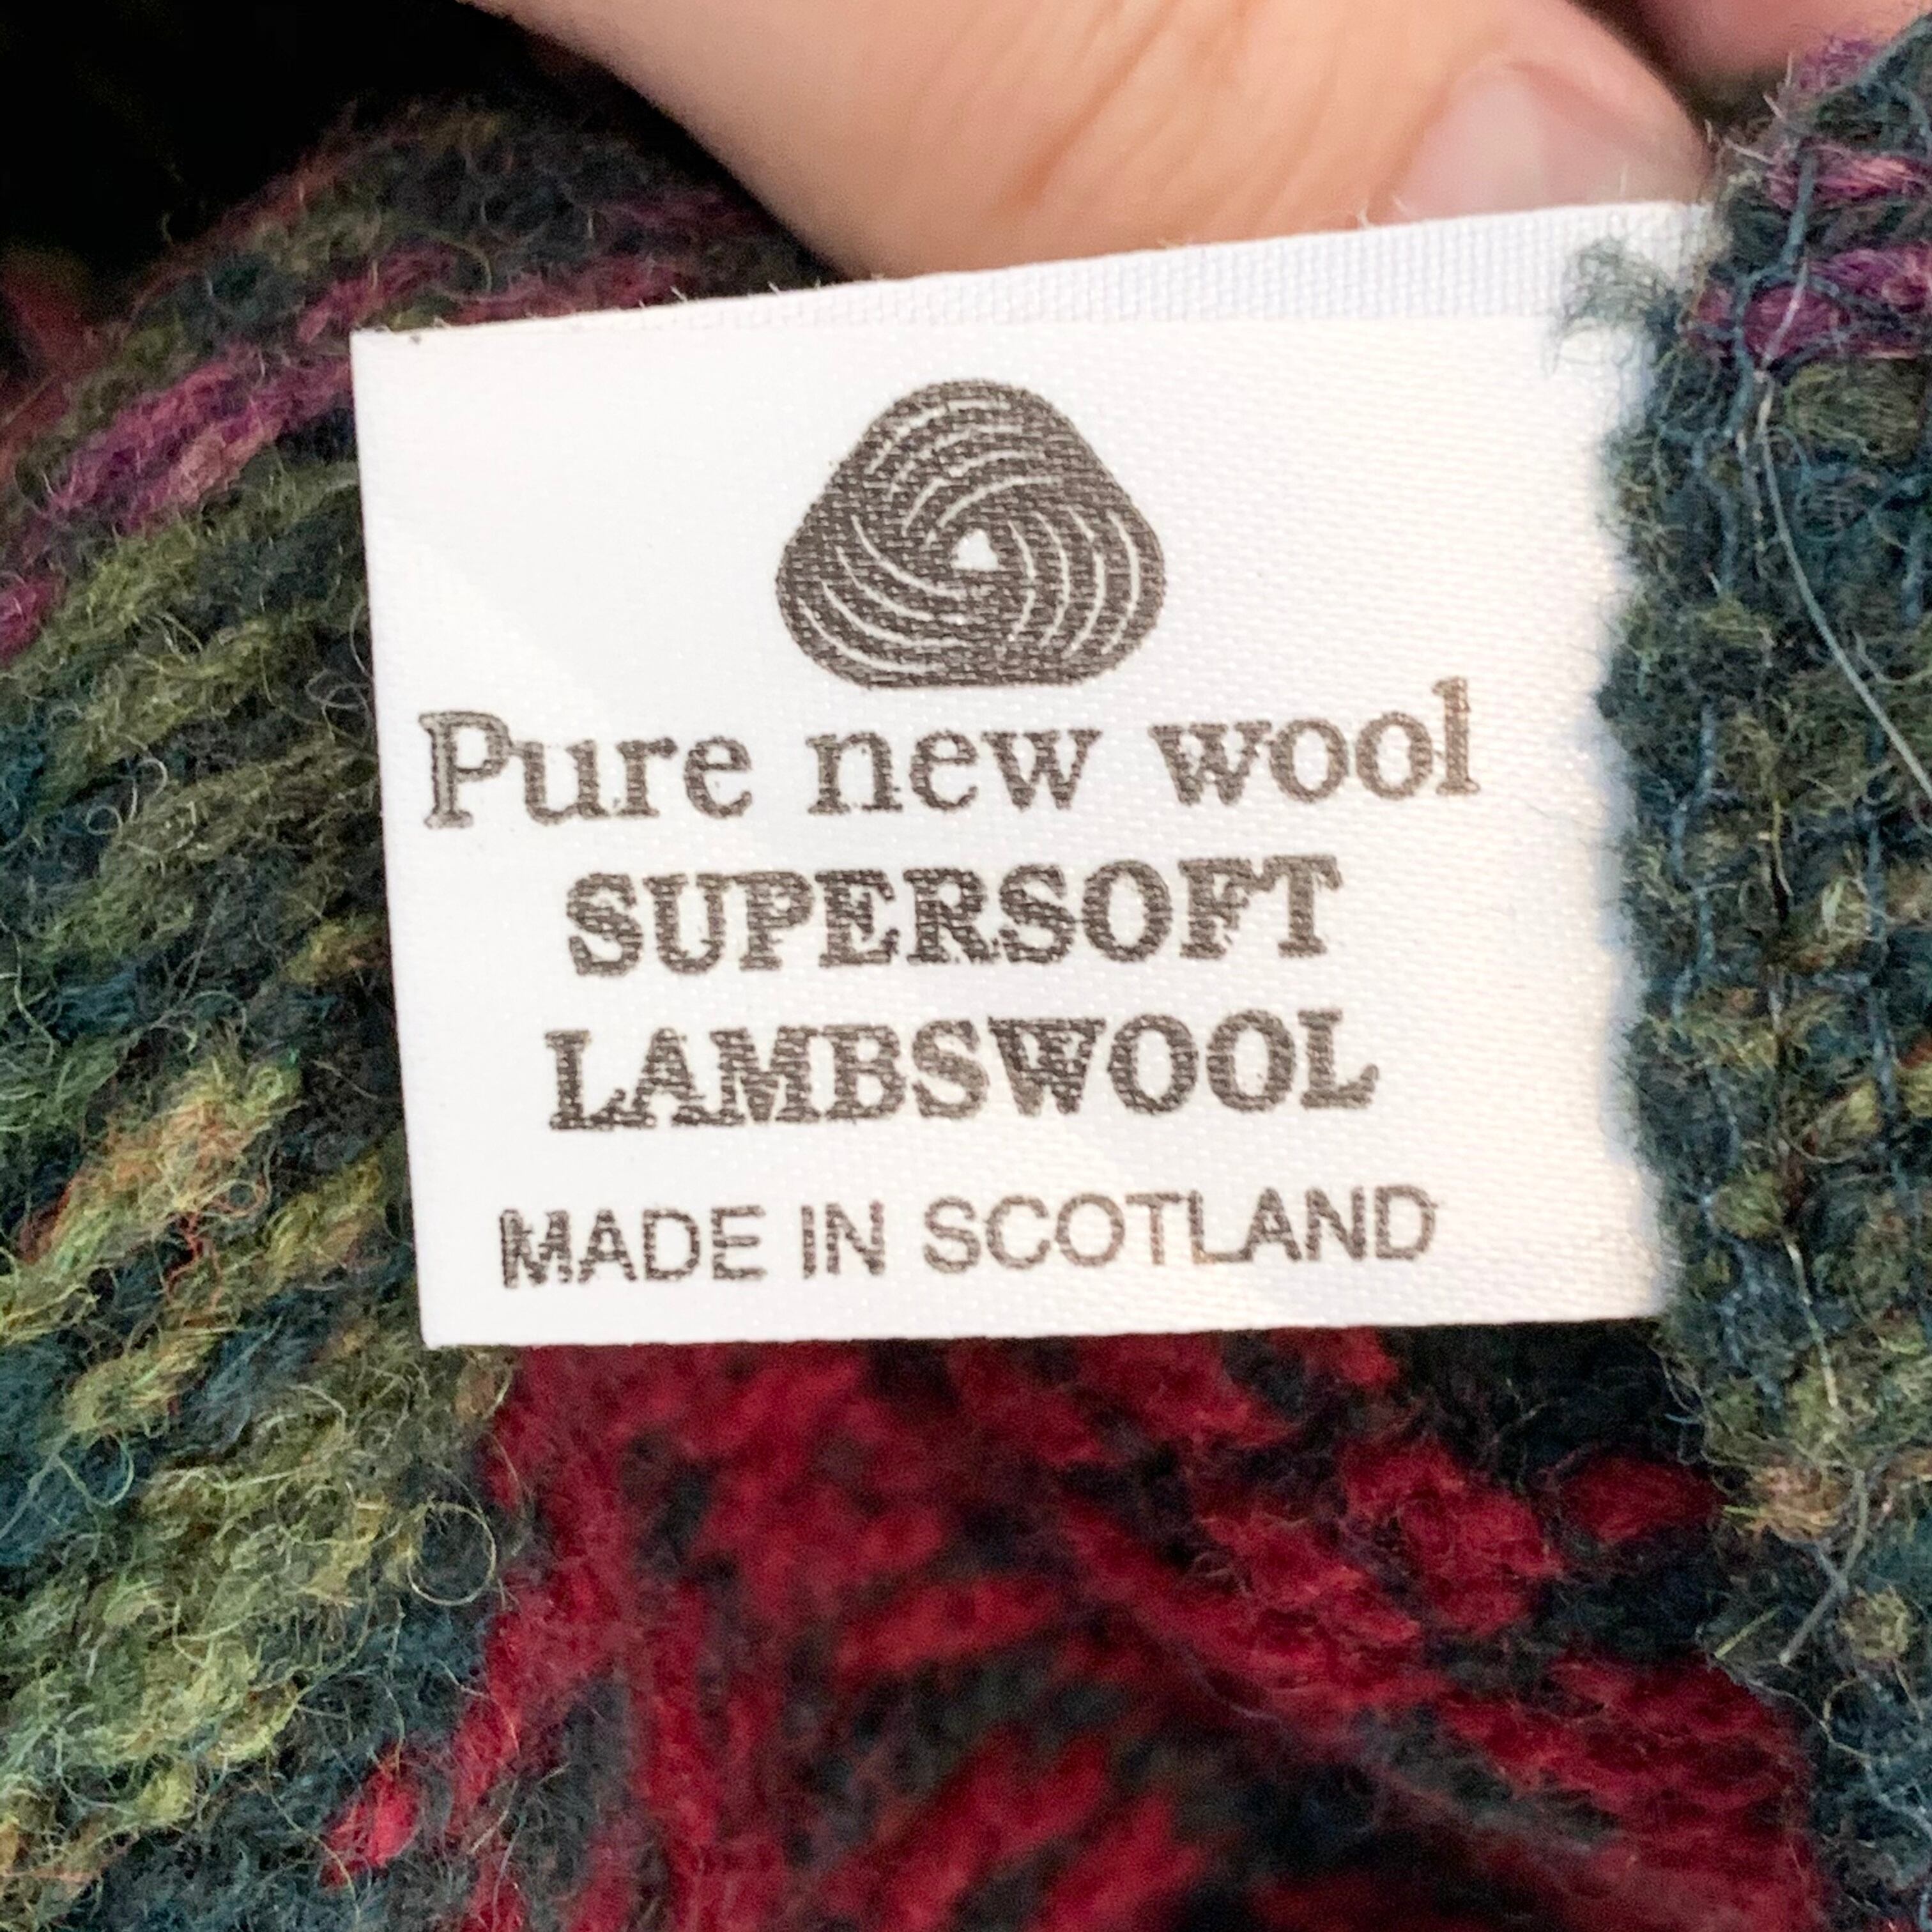 Pure new wool
SUPERSOFT
LAMBSWOOL
MADE IN SCOTLAND